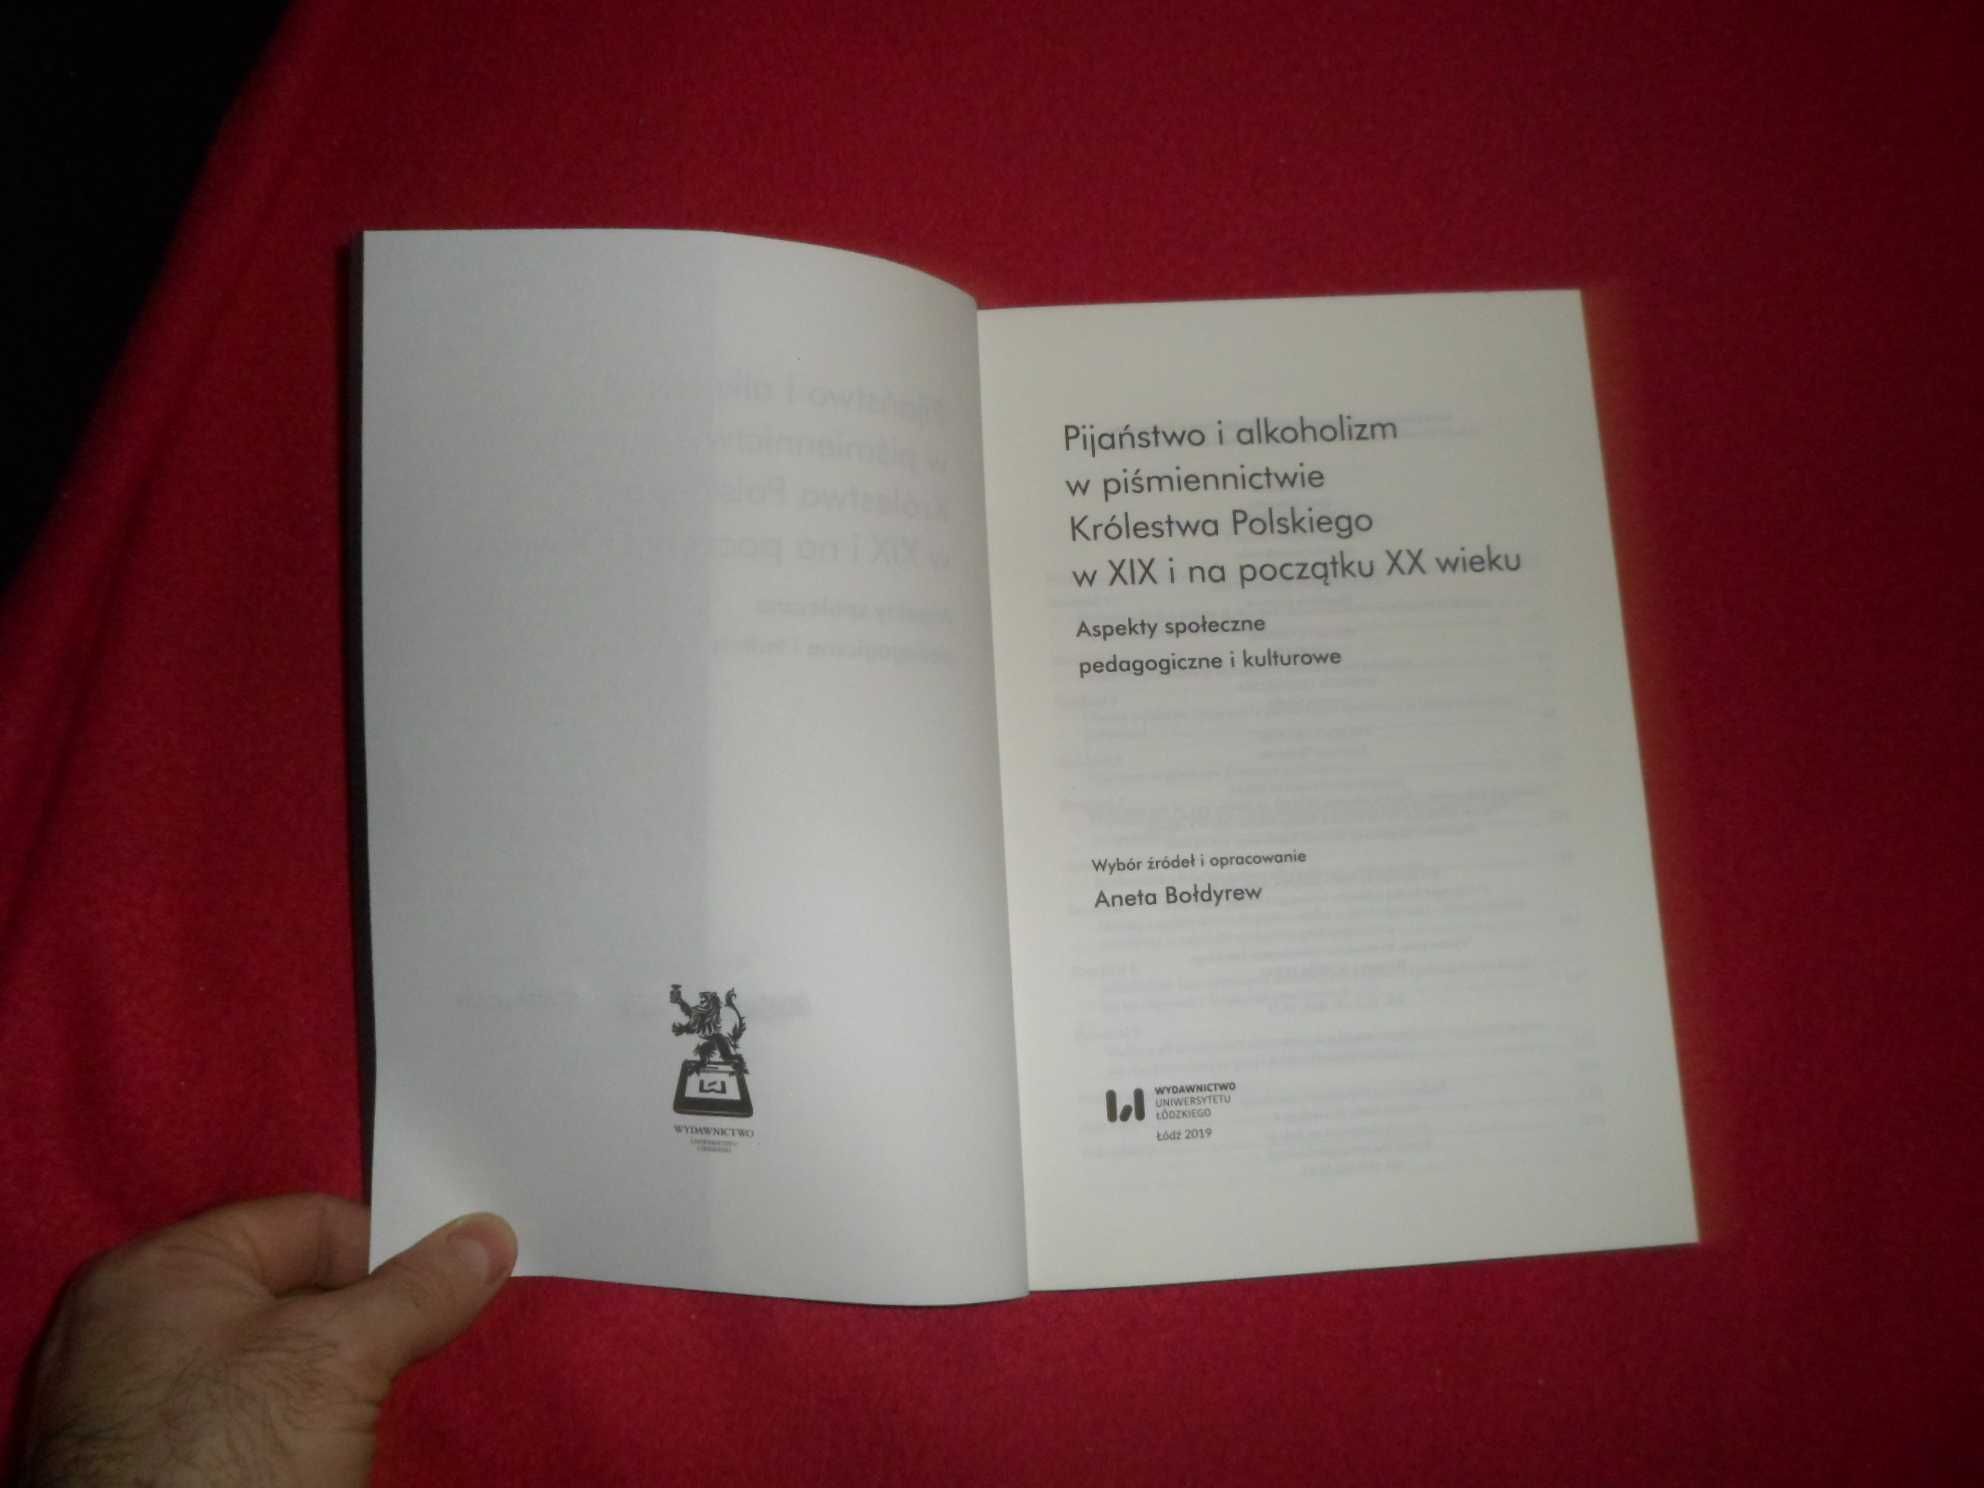 WYDAWNICTWO
Pijaństwo i alkoholizm
w piśmiennictwie
Królestwa Polskiego
w XIX i na początku XX wieku
Aspekty społeczne
pedagogiczne i kulturowe
Wybór źródeł i opracowanie
Aneta Bołdyrew
WYDAWNICTWO
UNIWERSYTETU
ŁÓDZKIEGO
Łódź 2019